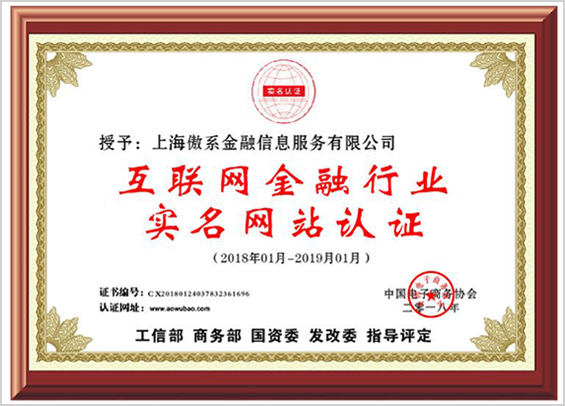 实名认证
授予：上海傲系金融信息服务有限公司
互联网金融行业
实名网站认证
（2018年01月-2019月01月）
证书编号：CX20180124037832361696
中国电子商务协会
认证网址：www.aowubao.com
二零一八年
工信部 商务部 国资委 发改委 指导评定